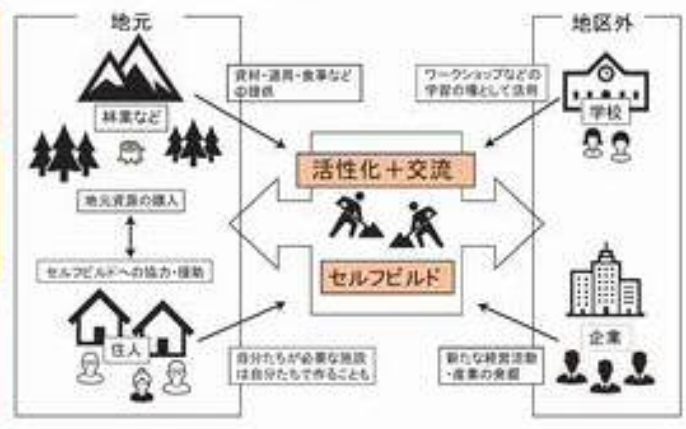 地元
地区外
林業など
資材・道具・食事など
の提供
ワークショップなどの
学習の場として活用
学校
活性化+交流
地元資源の購入
セルフビルドへの協力・援助
セルフビルド
住人
自分たちが必要な施設
は自分たちで作ることも
新たな経営活動
・産業の発掘
企業